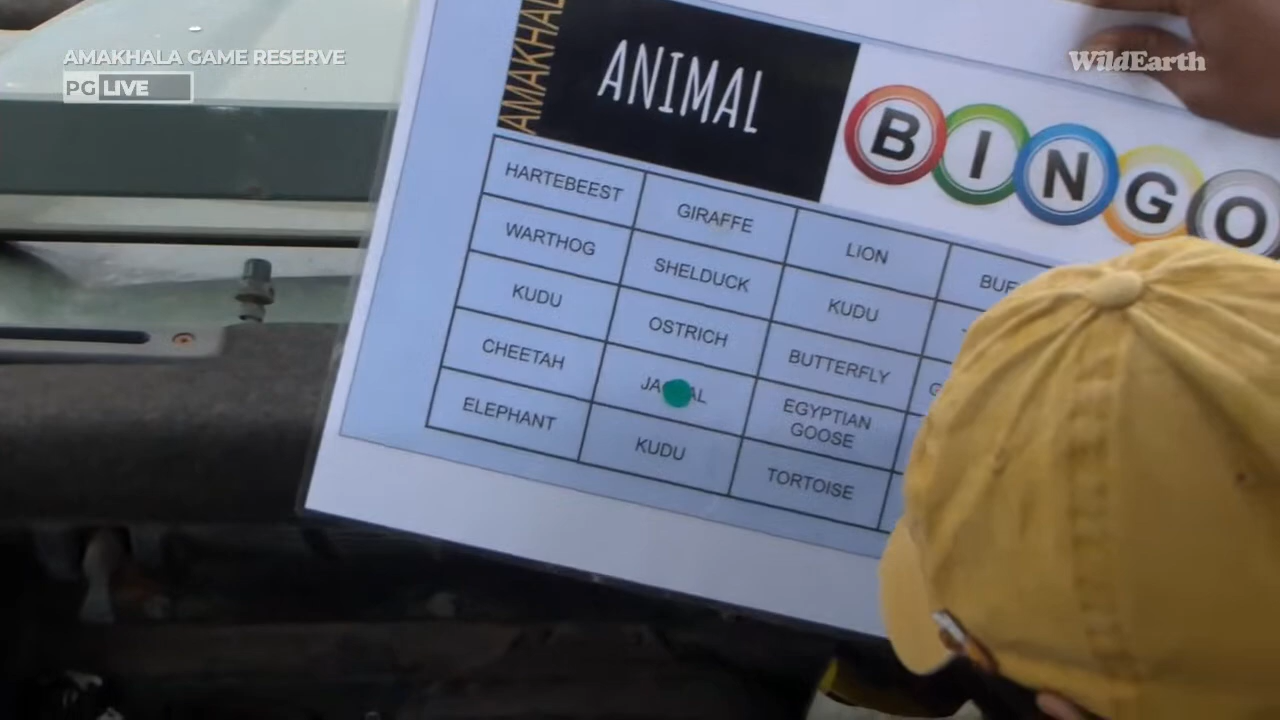 AMAKHALA GAME RESERVE
PG LIVE
WildEarth
ANIMAL
BINGO
HARTEBEEST GIRAFFE LION
WARTHOG SHELDUCK KUDU
KUDU OSTRICH BUTTERFLY
CHEETAH EGYPTIAN
GOOSE
ELEPHANT KUDU TORTOISE